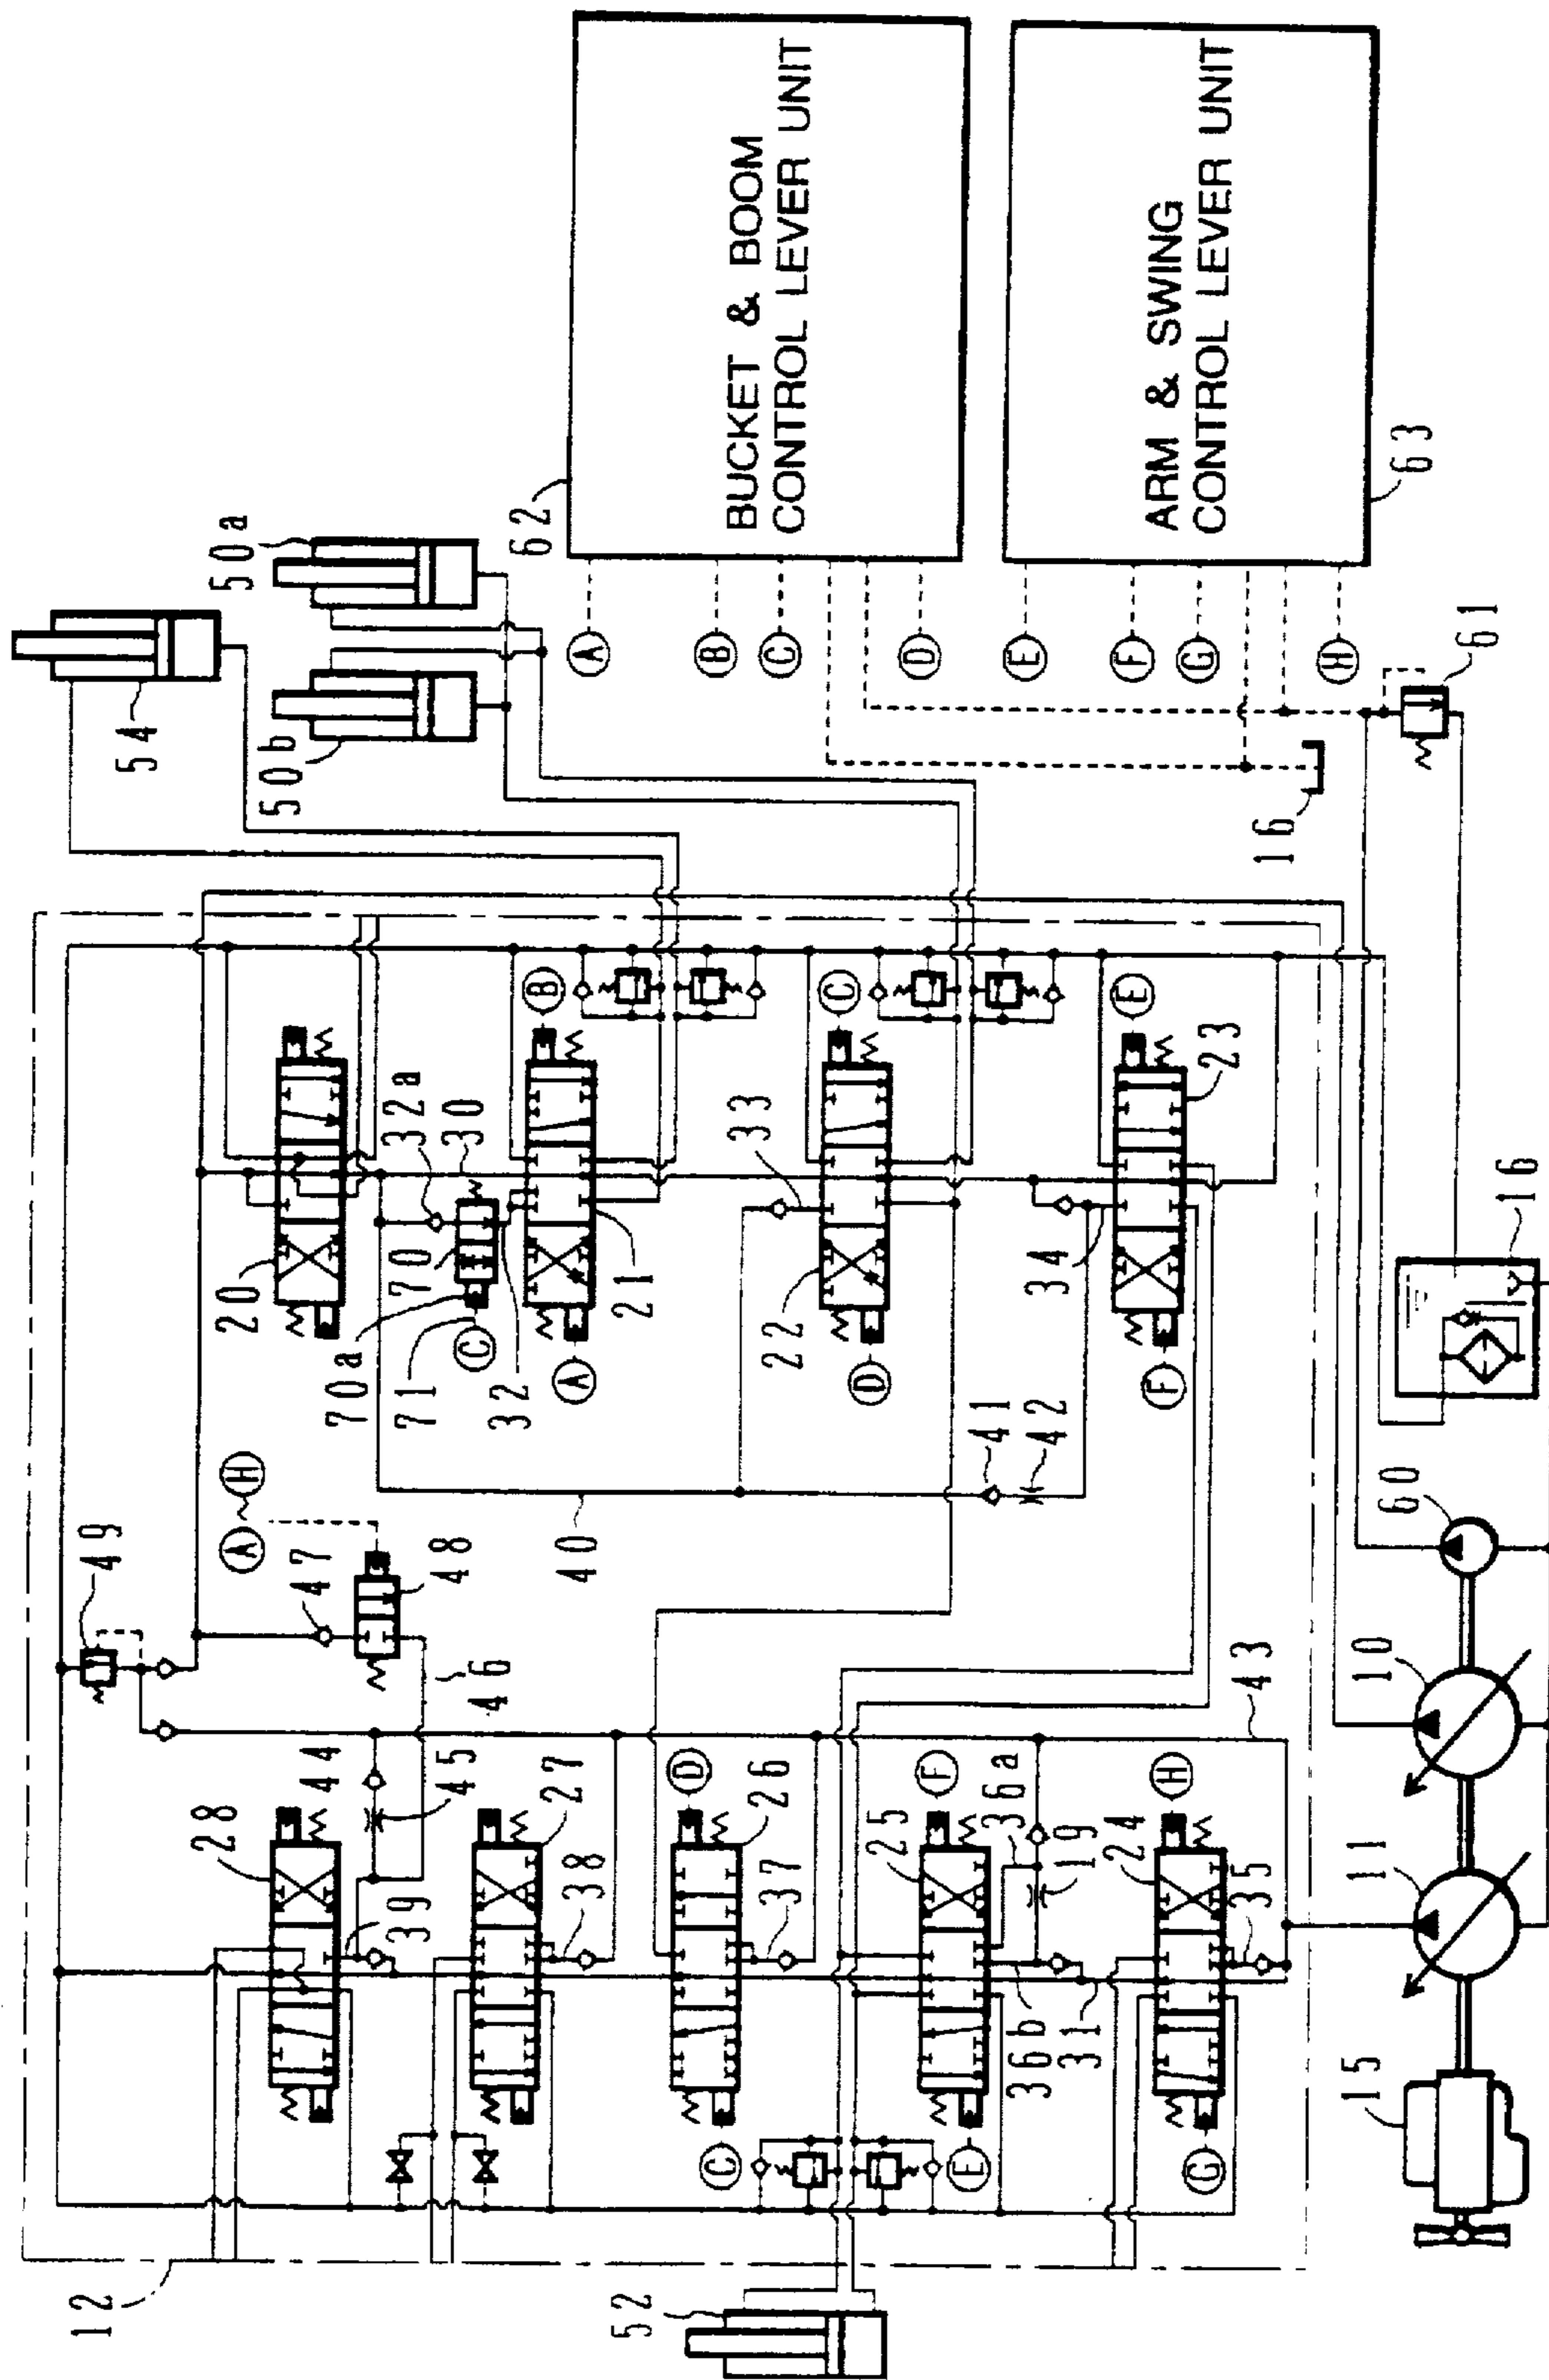 54
50a
50b
62
BUCKET & BOOM
CONTROL LEVER UNIT
A
B
C
D
ARM & SWING
CONTROL LEVER UNIT
63
E
F
G
H
61
16
20
32a
30
70
70a
71
C
32
B
A
21
C
33
22
D
E
23
34
F
41
42
40
49
A~H
47
48
46
44
45
28
39
27
38
D
26
37
C
F
25
36a
19
36b
31
E
H
24
35
G
43
12
52
16
60
10
11
15